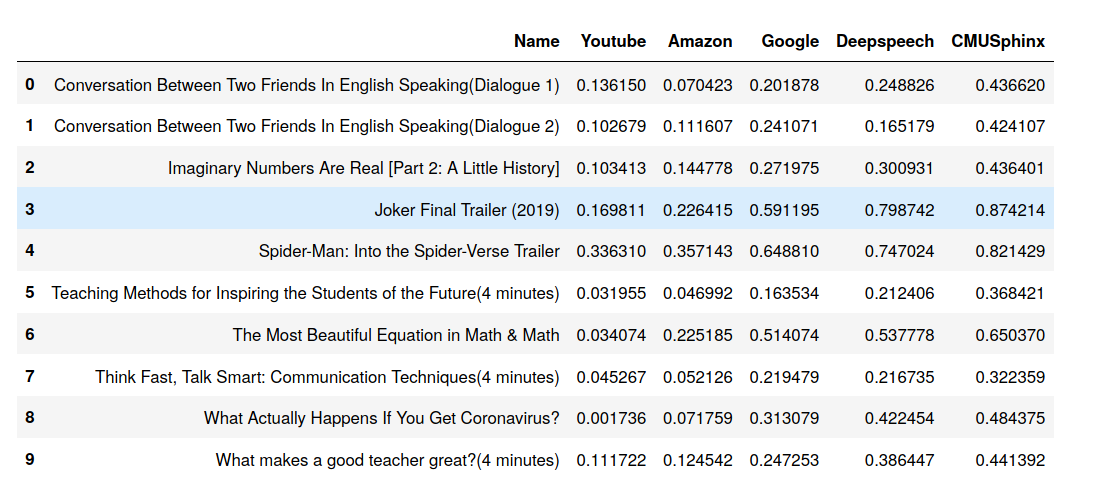 Name Youtube Amazon Google Deepspeech CMUSphinx
0 Conversation Between Two Friends In English Speaking(Dialogue 1) 0.136150 0.070423 0.201878 0.248826 0.436620
1 Conversation Between Two Friends In English Speaking(Dialogue 2) 0.102679 0.111607 0.241071 0.165179 0.424107
2 Imaginary Numbers Are Real [Part 2: A Little History] 0.103413 0.144778 0.271975 0.300931 0.436401
3 Joker Final Trailer (2019) 0.169811 0.226415 0.591195 0.798742 0.874214
4 Spider-Man: Into the Spider-Verse Trailer 0.336310 0.357143 0.648810 0.747024 0.821429
5 Teaching Methods for Inspiring the Students of the Future(4 minutes) 0.031955 0.046992 0.163534 0.212406 0.368421
6 The Most Beautiful Equation in Math & Math 0.034074 0.225185 0.514074 0.537778 0.650370
7 Think Fast, Talk Smart: Communication Techniques(4 minutes) 0.045267 0.052126 0.219479 0.216735 0.322359
8 What Actually Happens If You Get Coronavirus? 0.001736 0.071759 0.313079 0.422454 0.484375
9 What makes a good teacher great?(4 minutes) 0.111722 0.124542 0.247253 0.386447 0.441392